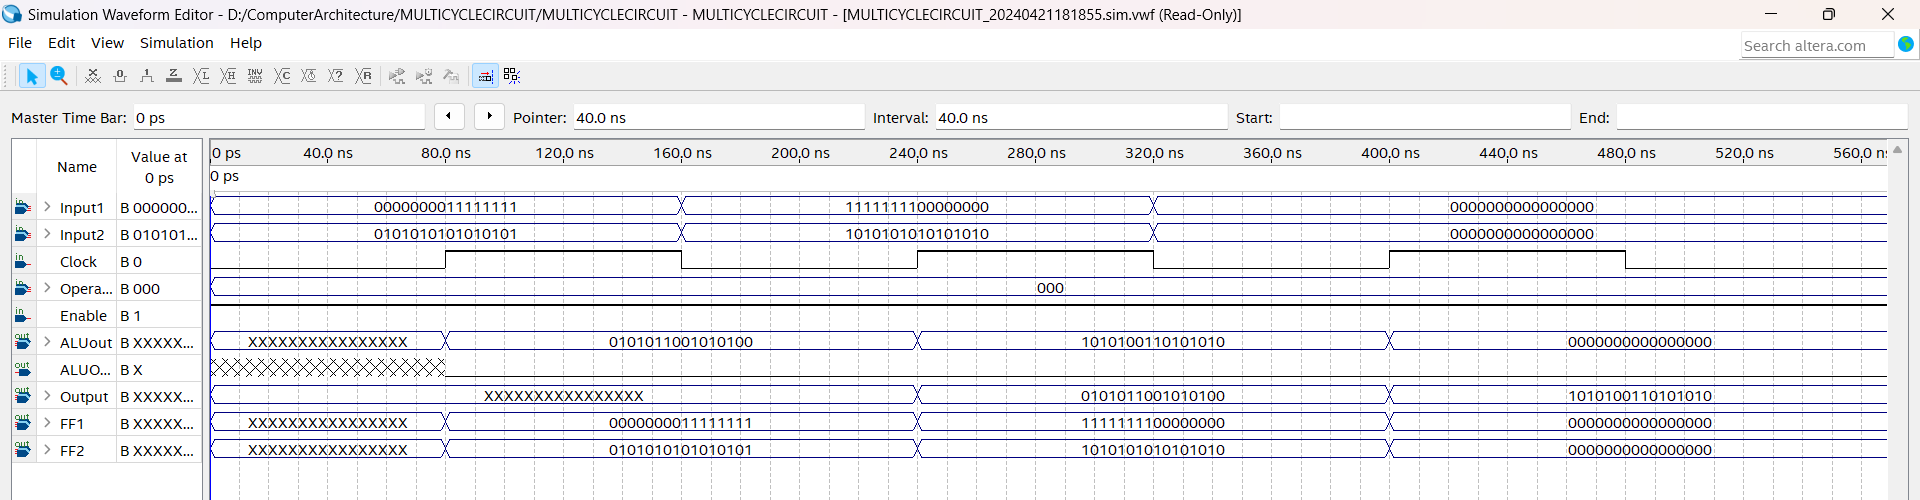 Simulation Waveform Editor - D:/ComputerArchitecture/MULTICYCLECIRCUIT/MULTICYCLECIRCUIT - MULTICYCLECIRCUIT - [MULTICYCLECIRCUIT_20240421181855.sim.vwf (Read-Only)]
File Edit View Simulation Help
Search altera.com
Master Time Bar: 0 ps Pointer: 40.0 ns Interval: 40.0 ns Start: End:
Name Value at 0 ps
0 ps 40.0 ns 80.0 ns 120.0 ns 160.0 ns 200.0 ns 240.0 ns 280.0 ns 320.0 ns 360.0 ns 400.0 ns 440.0 ns 480.0 ns 520.0 ns 560.0 n
0 ps
Input1 B 000000... 0000000011111111 1111111100000000 0000000000000000
Input2 B 010101... 0101010101010101 1010101010101010 0000000000000000
Clock B 0
Opera... B 000 000
Enable B 1
ALUout B XXXXX... XXXXXXXXXXXXXXXX 0101011001010100 1010100110101010 0000000000000000
ALUO... B X
Output B XXXXX... XXXXXXXXXXXXXXXX 0101011001010100 1010100110101010
FF1 B XXXXX... XXXXXXXXXXXXXXXX 0000000011111111 1111111100000000 0000000000000000
FF2 B XXXXX... XXXXXXXXXXXXXXXX 0101010101010101 1010101010101010 0000000000000000